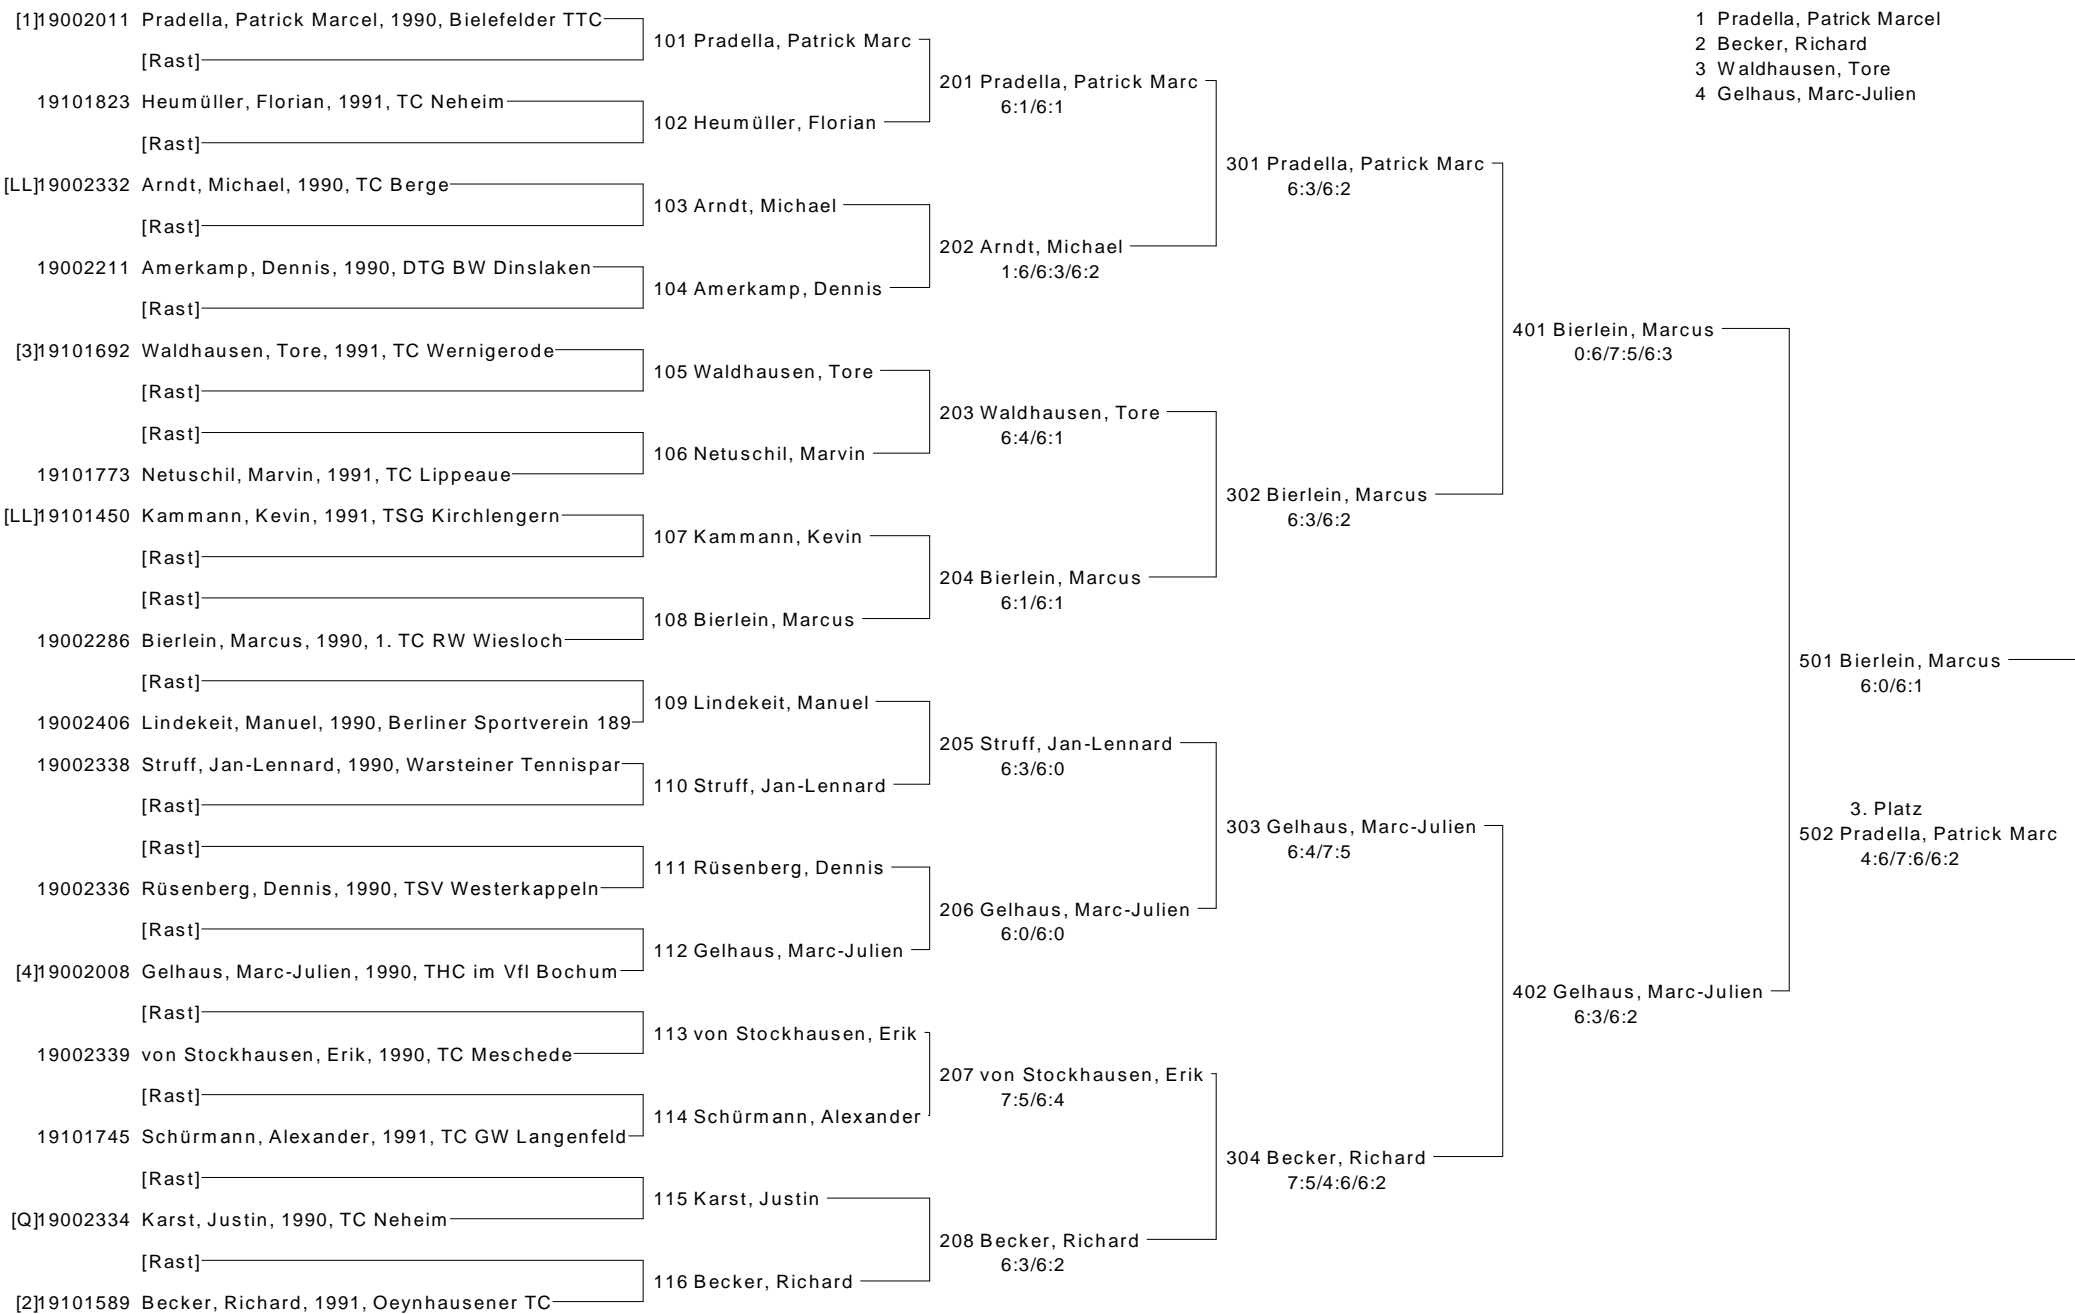 [1]19002011 Pradella, Patrick Marcel, 1990, Bielefelder TTC
[Rast]
19101823 Heumüller, Florian, 1991, TC Neheim
[Rast]
[LL]19002332 Arndt, Michael, 1990, TC Berge
[Rast]
19002211 Amerkamp, Dennis, 1990, DTG BW Dinslaken
[Rast]
[3]19101692 Waldhausen, Tore, 1991, TC Wernigerode
[Rast]
[Rast]
19101773 Netuschil, Marvin, 1991, TC Lippeaue
[LL]19101450 Kammann, Kevin, 1991, TSG Kirchlengern
[Rast]
[Rast]
19002286 Bierlein, Marcus, 1990, 1. TC RW Wiesloch
[Rast]
19002406 Lindekeit, Manuel, 1990, Berliner Sportverein 189
19002338 Struff, Jan-Lennard, 1990, Warsteiner Tennispar
[Rast]
[Rast]
19002336 Rüsenberg, Dennis, 1990, TSV Westerkappeln
[Rast]
[4]19002008 Gelhaus, Marc-Julien, 1990, THC im Vfl Bochum
[Rast]
19002339 von Stockhausen, Erik, 1990, TC Meschede
[Rast]
19101745 Schürmann, Alexander, 1991, TC GW Langenfeld
[Rast]
[Q]19002334 Karst, Justin, 1990, TC Neheim
[Rast]
[2]19101589 Becker, Richard, 1991, Oeynhausener TC
101 Pradella, Patrick Marc
102 Heumüller, Florian
103 Arndt, Michael
104 Amerkamp, Dennis
105 Waldhausen, Tore
106 Netuschil, Marvin
107 Kammann, Kevin
108 Bierlein, Marcus
109 Lindekeit, Manuel
110 Struff, Jan-Lennard
111 Rüsenberg, Dennis
112 Gelhaus, Marc-Julien
113 von Stockhausen, Erik
114 Schürmann, Alexander
115 Karst, Justin
116 Becker, Richard
201 Pradella, Patrick Marc
6:1/6:1
202 Arndt, Michael
1:6/6:3/6:2
203 Waldhausen, Tore
6:4/6:1
204 Bierlein, Marcus
6:1/6:1
205 Struff, Jan-Lennard
6:3/6:0
206 Gelhaus, Marc-Julien
6:0/6:0
207 von Stockhausen, Erik
7:5/6:4
208 Becker, Richard
6:3/6:2
301 Pradella, Patrick Marc
6:3/6:2
302 Bierlein, Marcus
6:3/6:2
303 Gelhaus, Marc-Julien
6:4/7:5
304 Becker, Richard
7:5/4:6/6:2
401 Bierlein, Marcus
0:6/7:5/6:3
402 Gelhaus, Marc-Julien
6:3/6:2
1 Pradella, Patrick Marcel
2 Becker, Richard
3 Waldhausen, Tore
4 Gelhaus, Marc-Julien
501 Bierlein, Marcus
6:0/6:1
3. Platz
502 Pradella, Patrick Marc
4:6/7:6/6:2